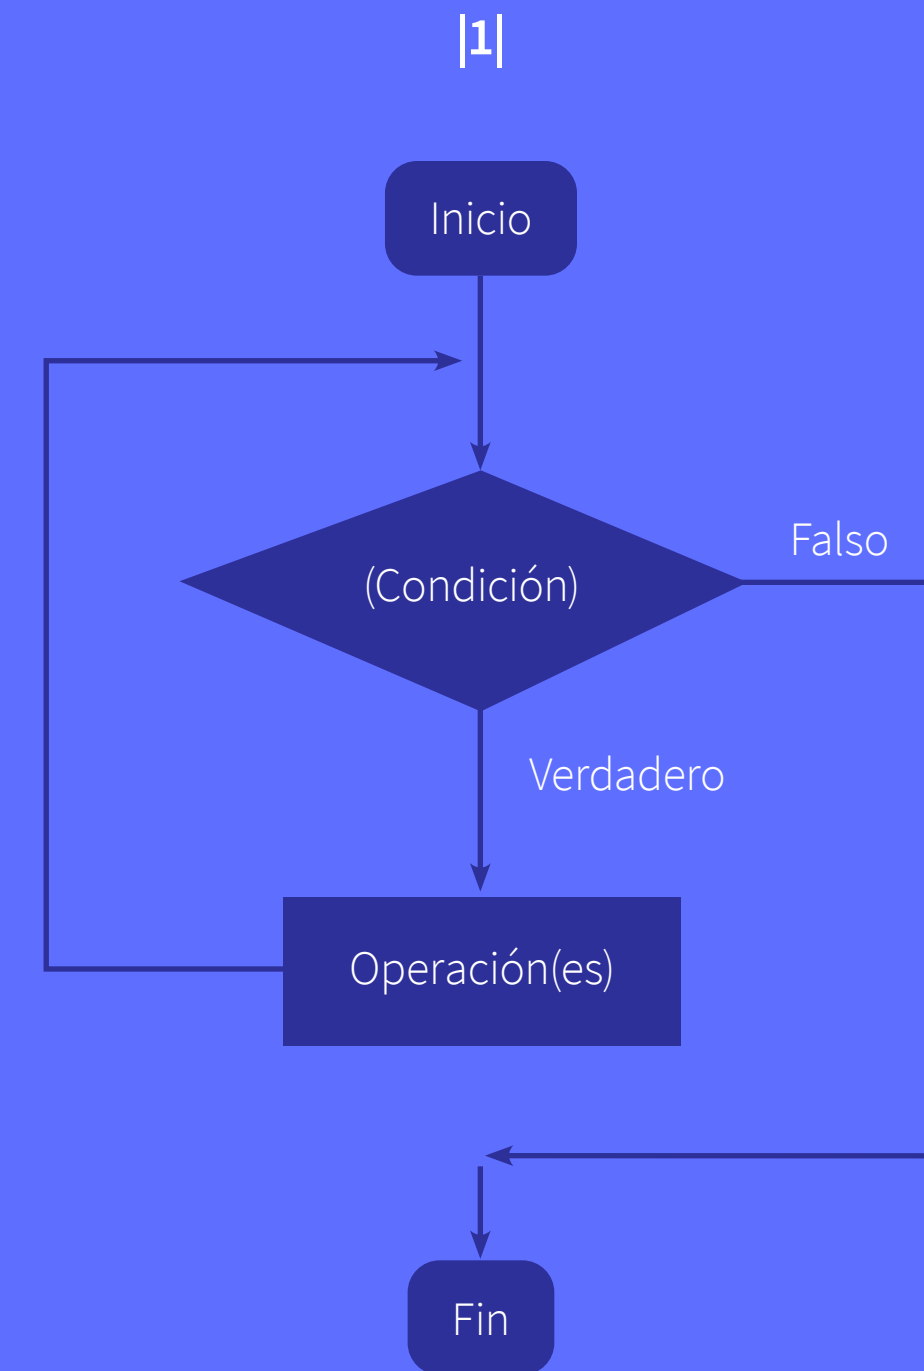 |1|
Inicio
Falso
(Condición)
Verdadero
Operación(es)
Fin